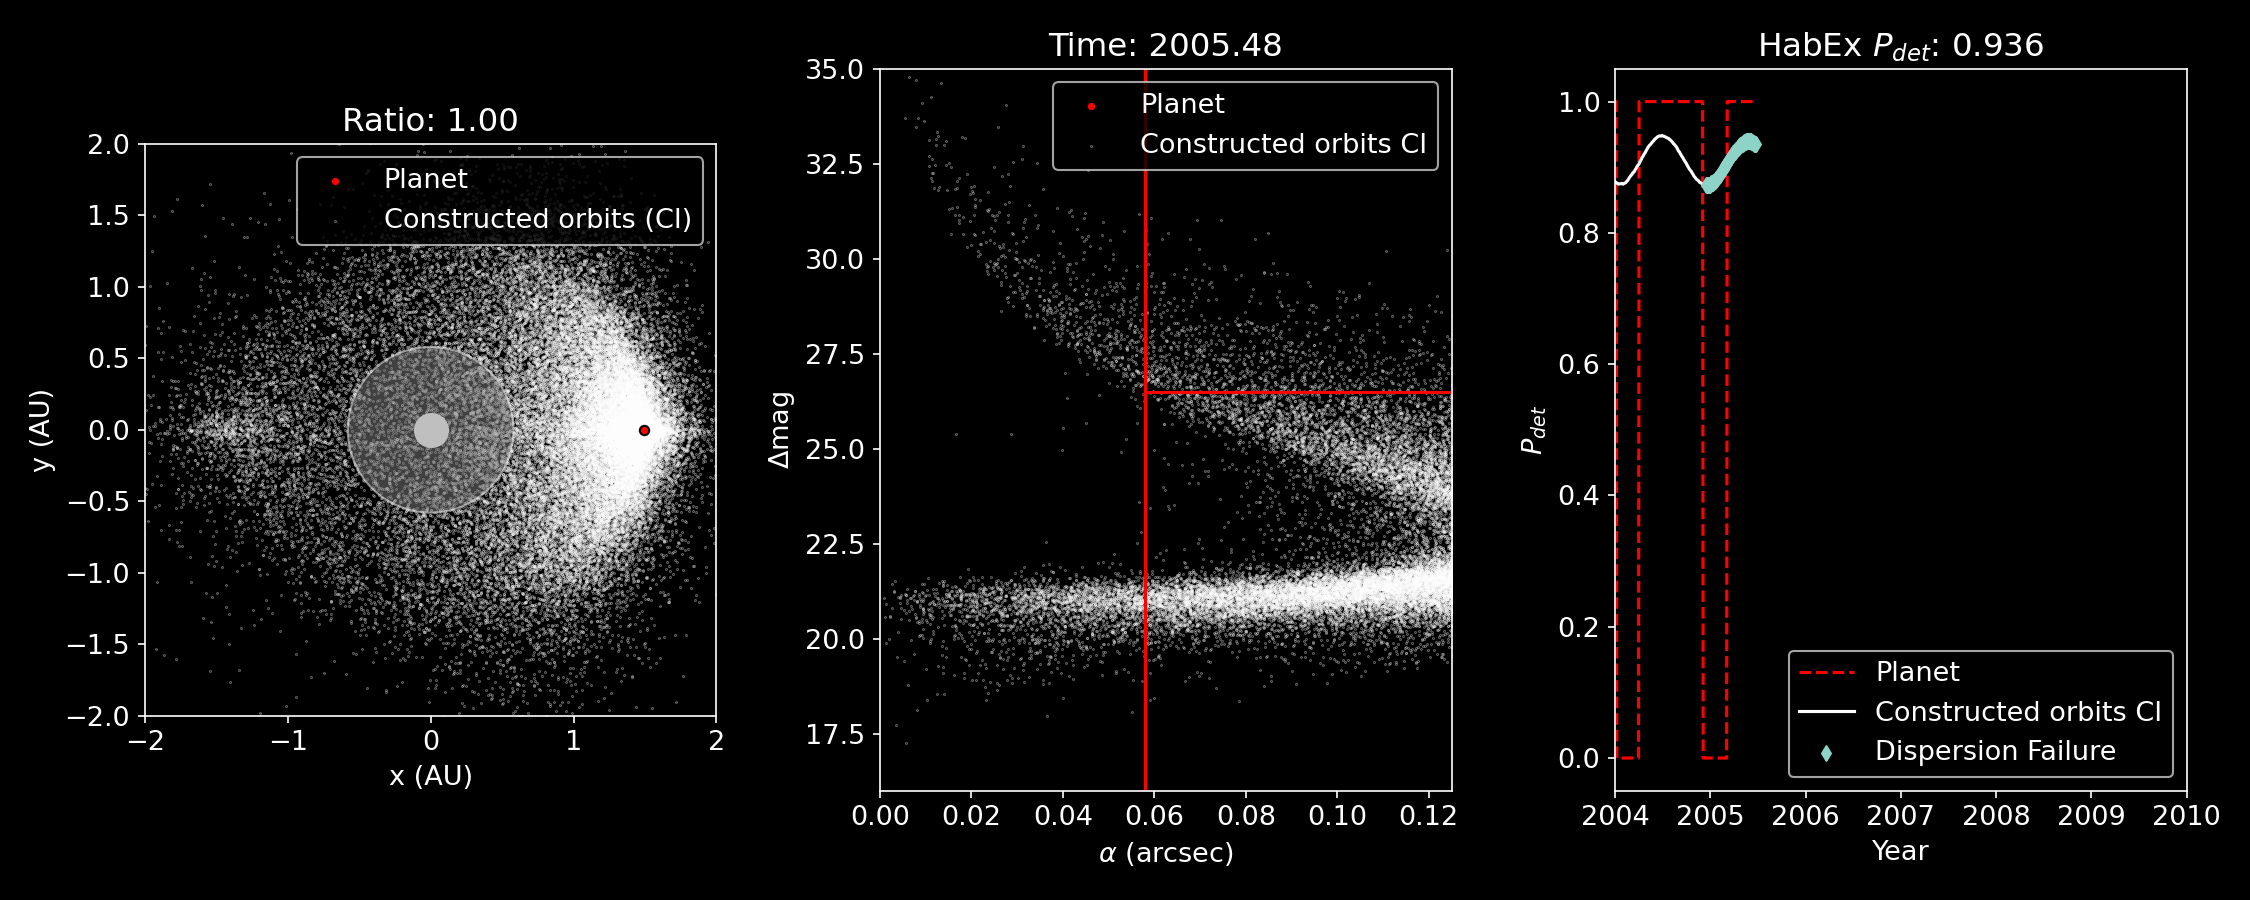 Ratio: 1.00
Planet
Constructed orbits (CI)
2.0
1.5
1.0
0.5
0.0
−0.5
−1.0
−1.5
−2.0
y (AU)
−2
−1
0
1
2
x (AU)
Time: 2005.48
Planet
Constructed orbits CI
35.0
32.5
30.0
27.5
25.0
22.5
20.0
17.5
Δmag
0.00
0.02
0.04
0.06
0.08
0.10
0.12
α (arcsec)
HabEx P_det: 0.936
1.0
0.8
0.6
0.4
0.2
0.0
P_det
Planet
Constructed orbits CI
Dispersion Failure
2004
2005
2006
2007
2008
2009
2010
Year